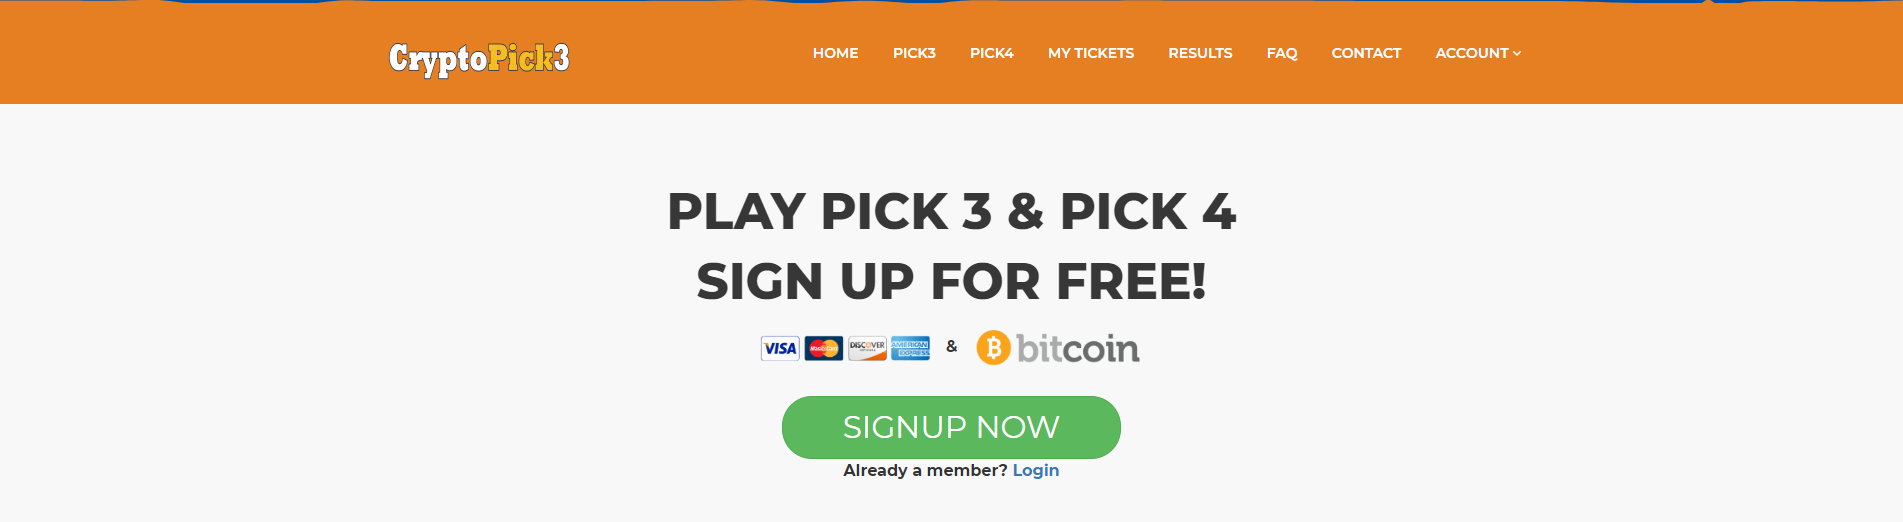 CryptoPick3
HOME PICK3 PICK4 MY TICKETS RESULTS FAQ CONTACT ACCOUNT
PLAY PICK 3 & PICK 4
SIGN UP FOR FREE!
VISA MasterCard DISCOVER NETWORK AMERICAN EXPRESS & bitcoin
SIGNUP NOW
Already a member? Login